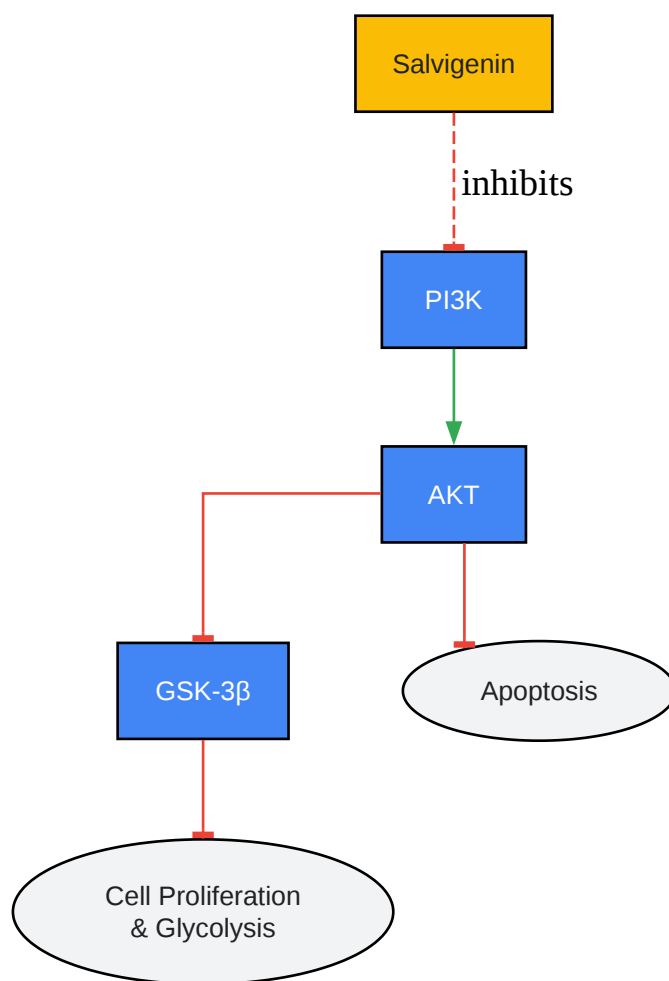 Salvigenin
inhibits
PI3K
AKT
GSK-3β
Apoptosis
Cell Proliferation
& Glycolysis